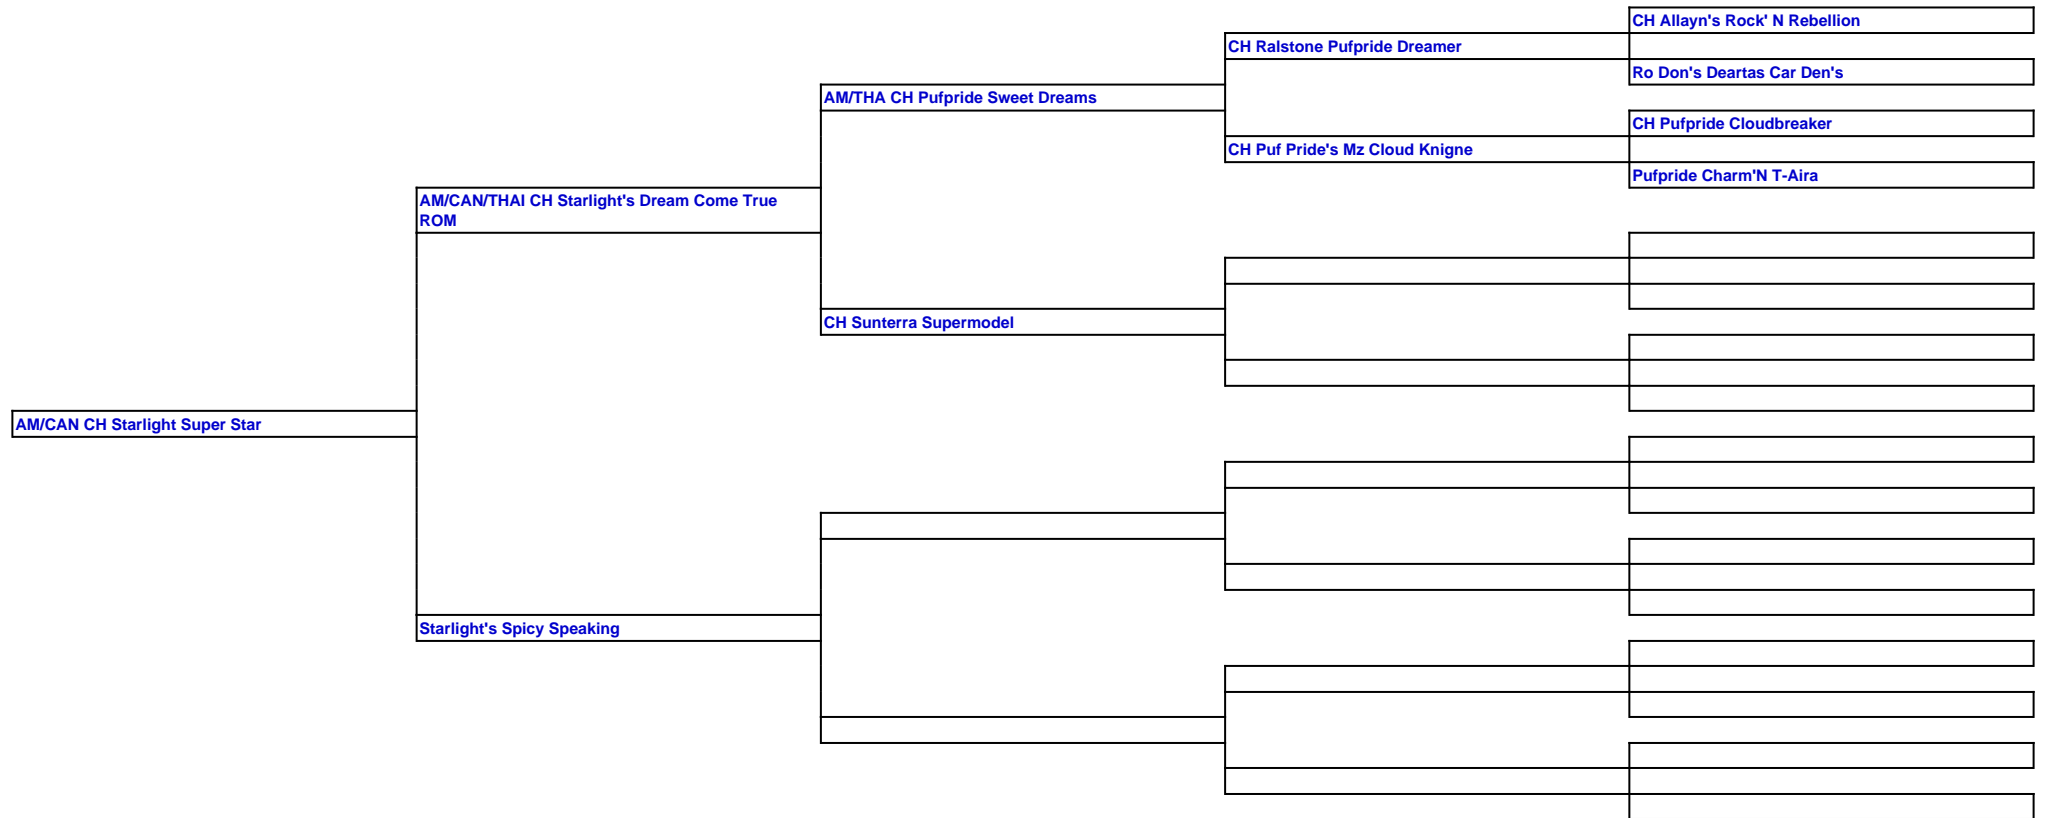 CH Allayn's Rock' N Rebellion
CH Ralstone Pufpride Dreamer
Ro Don's Deartas Car Den's
AM/THA CH Pufpride Sweet Dreams
CH Pufpride Cloudbreaker
CH Puf Pride's Mz Cloud Knigne
Pufpride Charm'N T-Aira
AM/CAN/THAI CH Starlight's Dream Come True
ROM
CH Sunterra Supermodel
AM/CAN CH Starlight Super Star
Starlight's Spicy Speaking